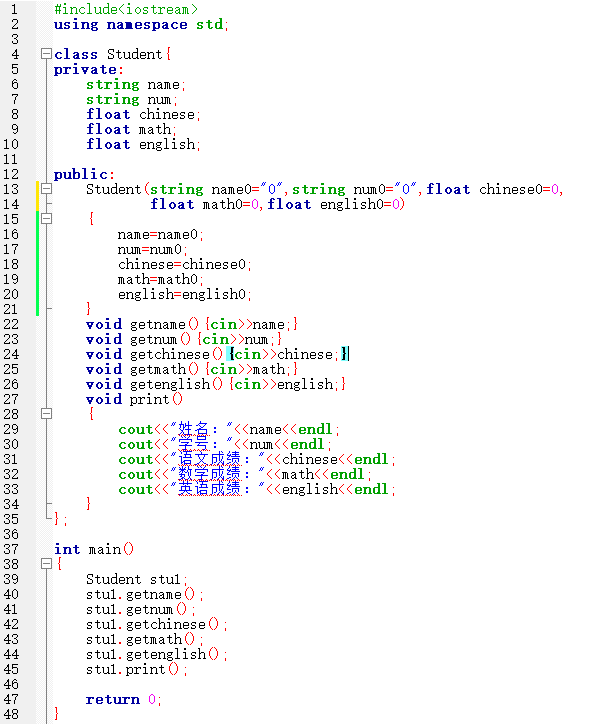 1 #include<iostream>
2 using namespace std;
3
4 class Student{
5 private:
6     string name;
7     string num;
8     float chinese;
9     float math;
10     float english;
11
12 public:
13     Student(string name0="0",string num0="0",float chinese0=0,
14             float math0=0,float english0=0)
15     {
16         name=name0;
17         num=num0;
18         chinese=chinese0;
19         math=math0;
20         english=english0;
21     }
22     void getname(){cin>>name;}
23     void getnum(){cin>>num;}
24     void getchinese(){cin>>chinese;}
25     void getmath(){cin>>math;}
26     void getenglish(){cin>>english;}
27     void print()
28     {
29         cout<<"姓名："<<name<<endl;
30         cout<<"学号："<<num<<endl;
31         cout<<"语文成绩："<<chinese<<endl;
32         cout<<"数学成绩："<<math<<endl;
33         cout<<"英语成绩："<<english<<endl;
34     }
35 };
36
37 int main()
38 {
39     Student stu1;
40     stu1.getname();
41     stu1.getnum();
42     stu1.getchinese();
43     stu1.getmath();
44     stu1.getenglish();
45     stu1.print();
46
47     return 0;
48 }